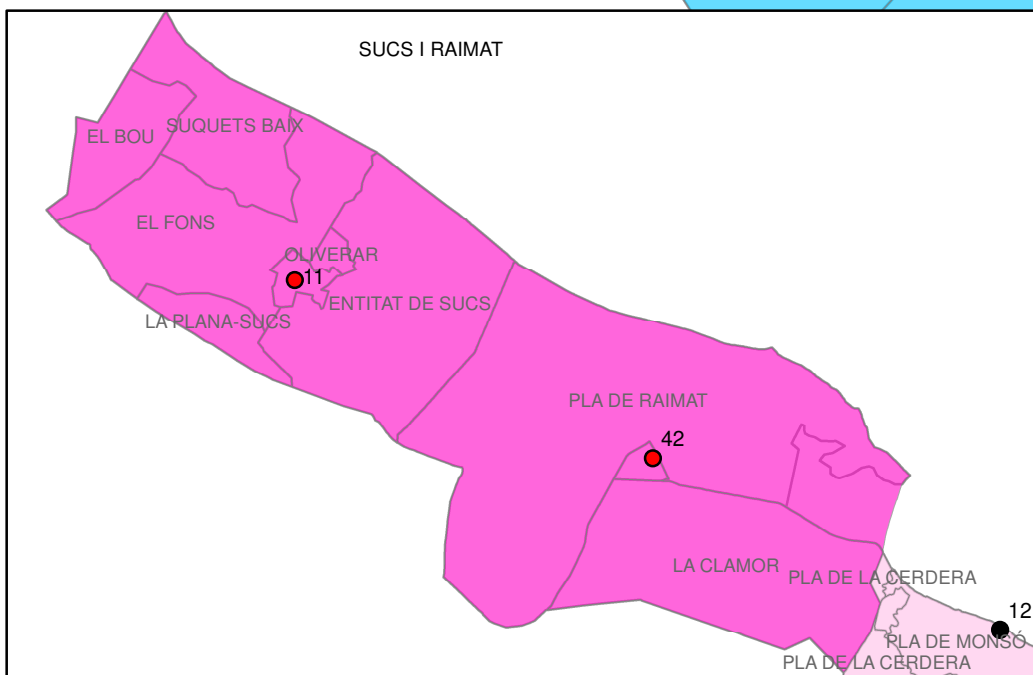 SUCS I RAIMAT
SUQUETS BAIX
EL BOU
EL FONS
OLIVERAR
11
ENTITAT DE SUCS
LA PLANA-SUCS
PLA DE RAIMAT
42
LA CLAMOR
PLA DE LA CERDERA
12
PLA DE MONSÓ
PLA DE LA CERDERA